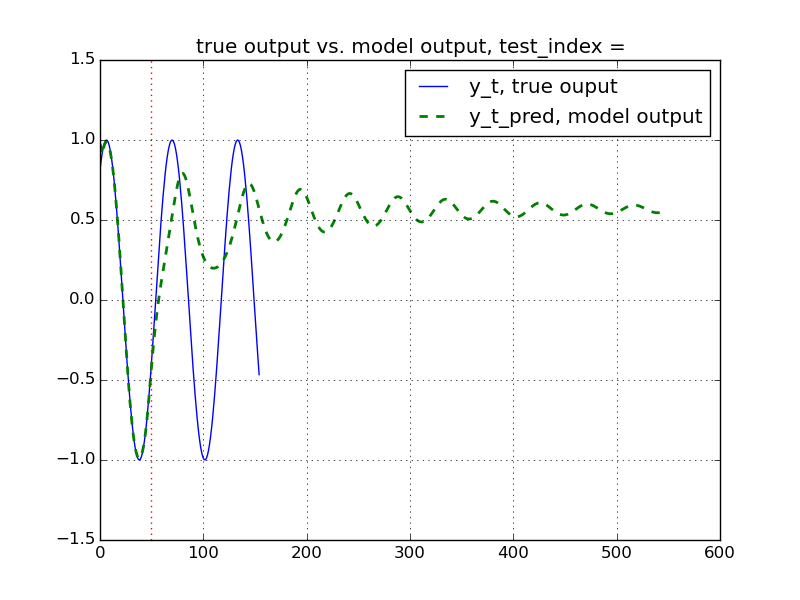 true output vs. model output, test_index =
y_t, true ouput
y_t_pred, model output
1.5
1.0
0.5
0.0
−0.5
−1.0
−1.5
0 100 200 300 400 500 600